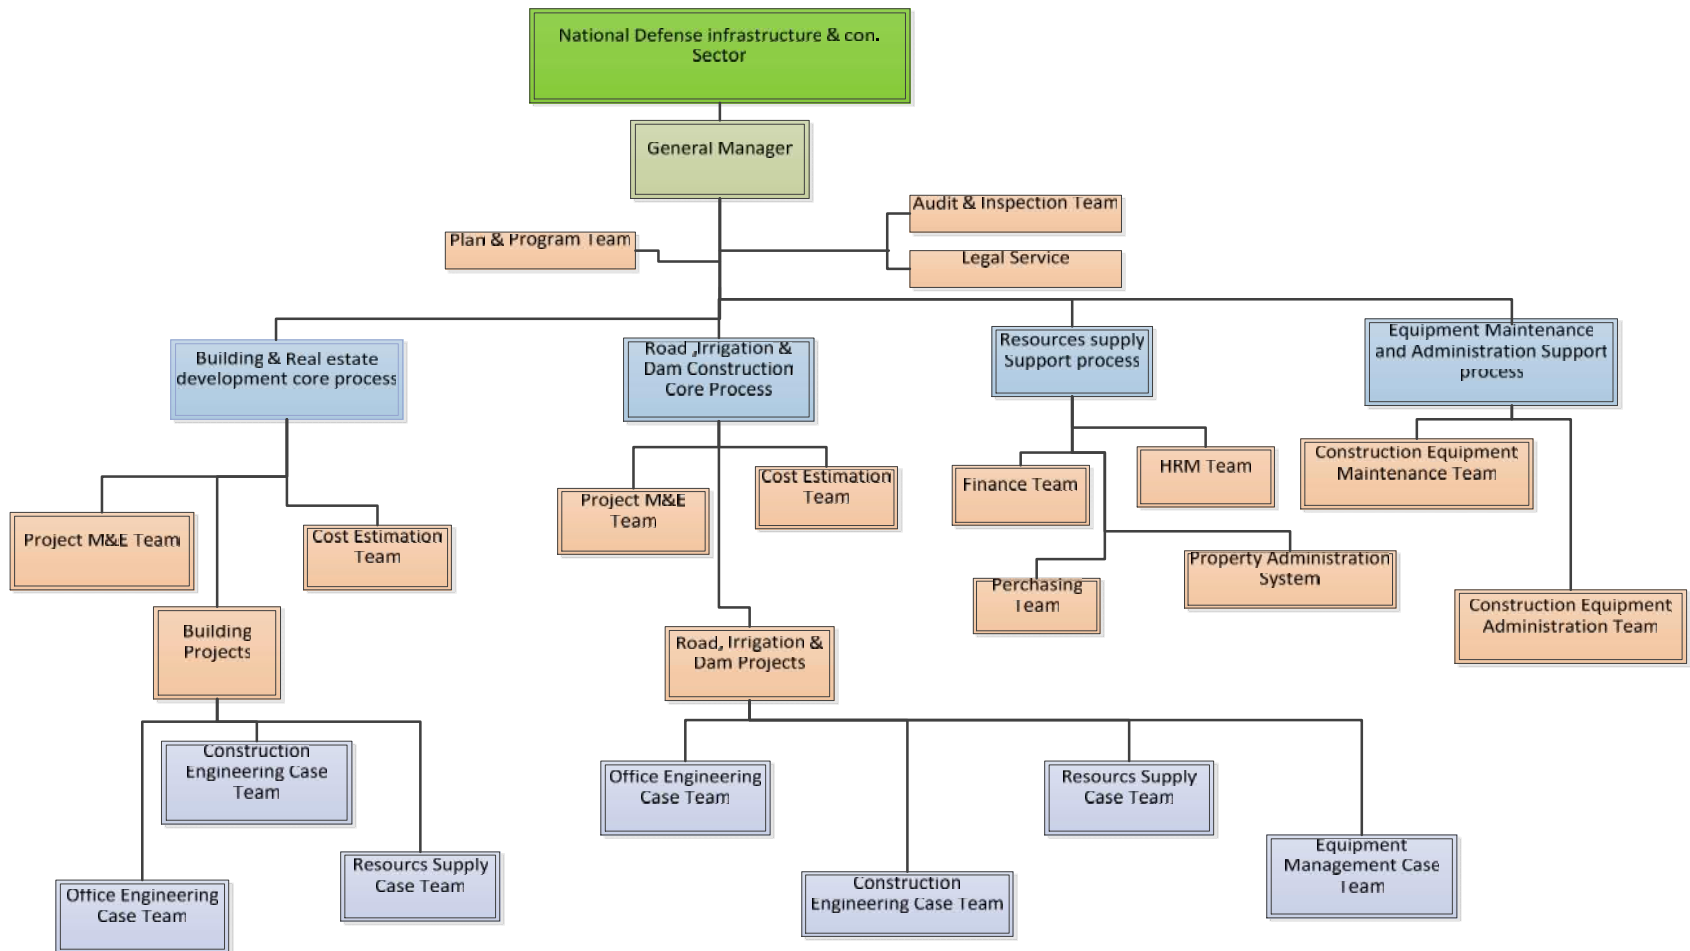 National Defense infrastructure & con.
Sector
General Manager
Audit & Inspection Team
Plan & Program Team
Legal Service
Building & Real estate
development core process
Road ,Irrigation &
Dam Construction
Core Process
Resources supply
Support process
Equipment Maintenance
and Administration Support
process
Project M&E Team
Cost Estimation
Team
Project M&E
Team
Cost Estimation
Team
Finance Team
HRM Team
Construction Equipment
Maintenance Team
Perchasing
Team
Property Administration
System
Construction Equipment
Administration Team
Building
Projects
Road, Irrigation &
Dam Projects
Construction
Engineering Case
Team
Office Engineering
Case Team
Resourcs Supply
Case Team
Office Engineering
Case Team
Resourcs Supply
Case Team
Construction
Engineering Case Team
Equipment
Management Case
Team